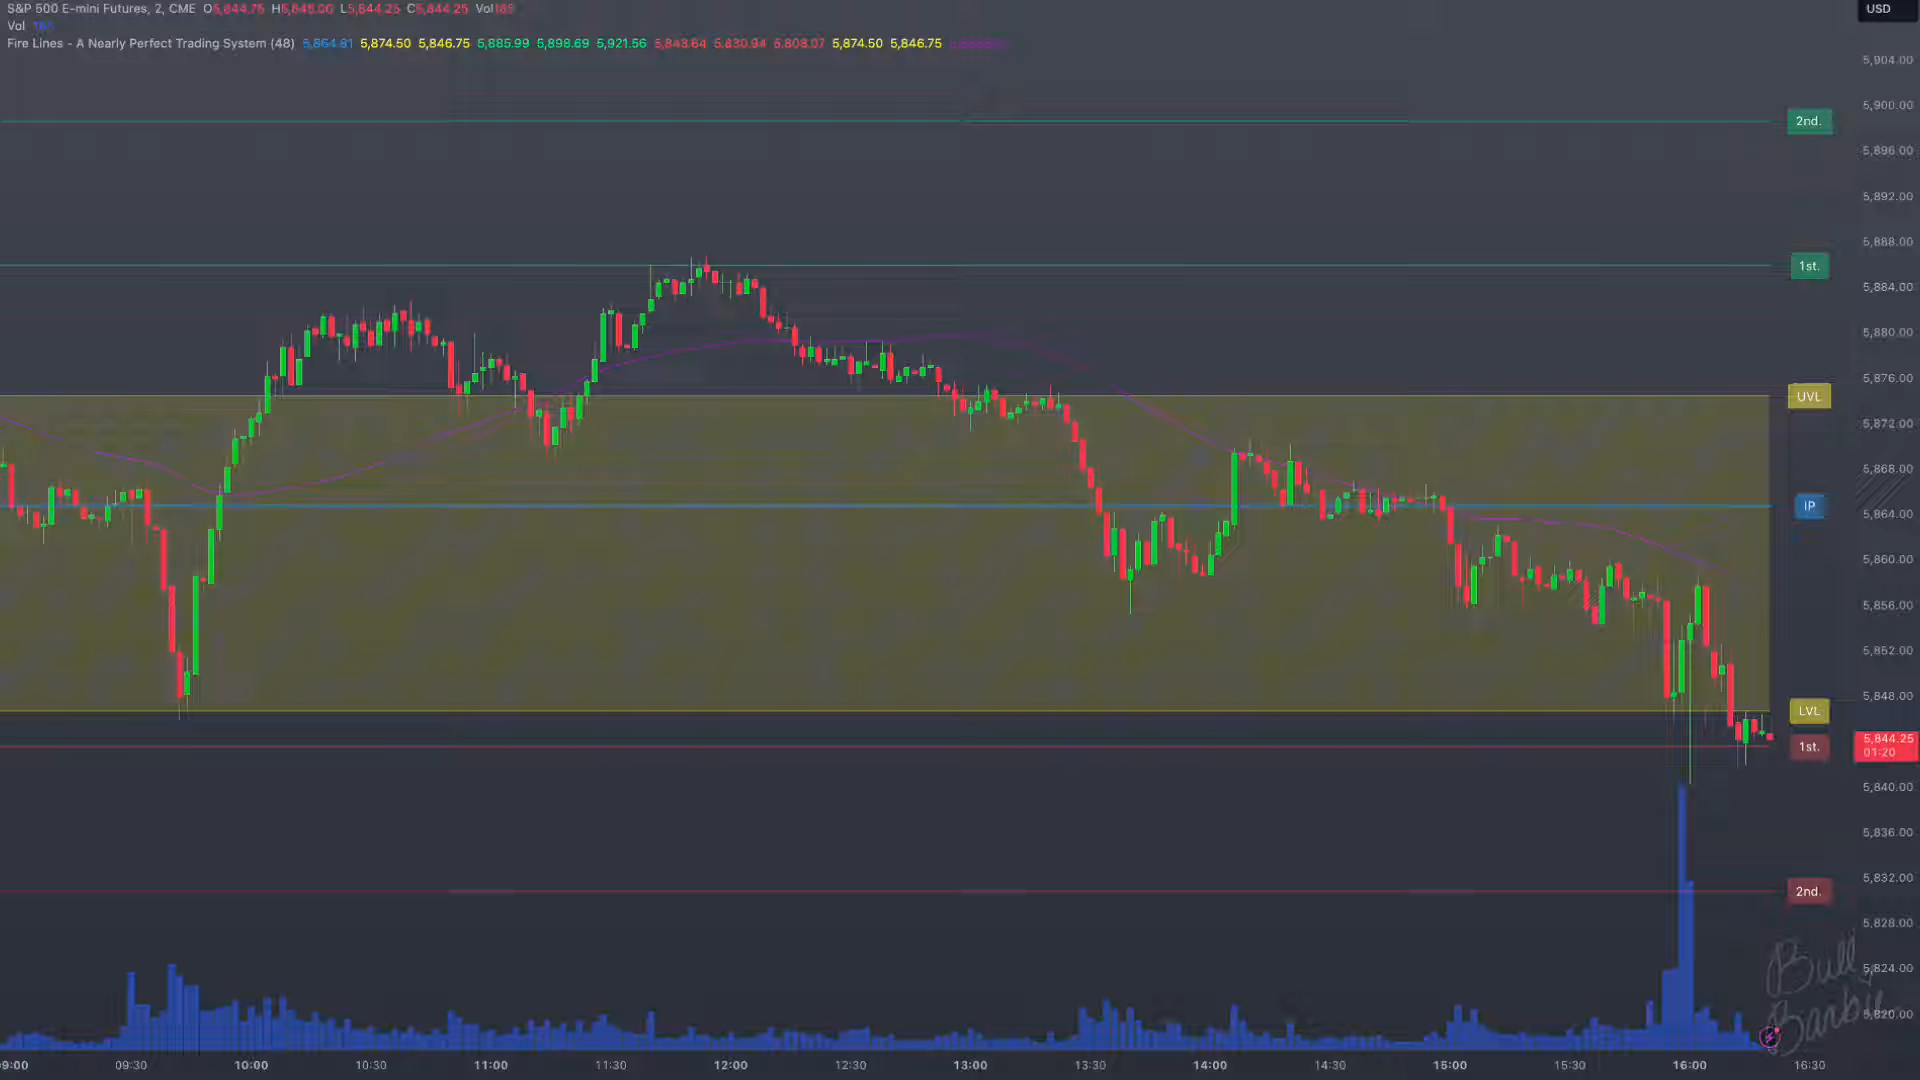 S&P 500 E-mini Futures, 2, CME O5,844.75 H5,845.00 L5,844.25 C5,844.25 Vol185
Vol 185
Fire Lines - A Nearly Perfect Trading System (48) 5,864.81 5,874.50 5,846.75 5,885.99 5,898.69 5,921.56 5,843.64 5,830.94 5,808.07 5,874.50 5,846.75
USD
5,904.00
5,900.00
2nd.
5,896.00
5,892.00
5,888.00
1st.
5,884.00
5,880.00
5,876.00
UVL
5,872.00
5,868.00
IP
5,864.00
5,860.00
5,856.00
5,852.00
5,848.00
LVL
1st.
5,844.25
01:20
5,840.00
5,836.00
5,832.00
2nd.
5,828.00
5,824.00
5,820.00
Bull
Barbie
9:00 09:30 10:00 10:30 11:00 11:30 12:00 12:30 13:00 13:30 14:00 14:30 15:00 15:30 16:00 16:30